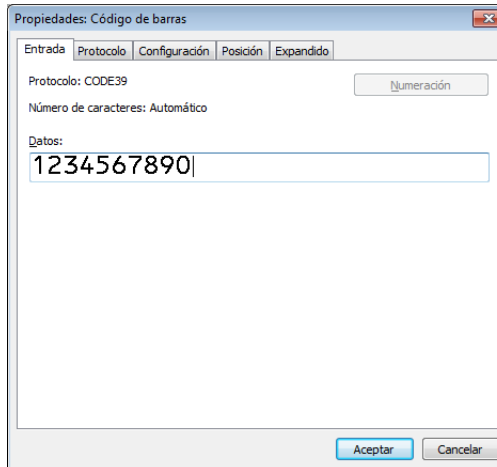 Propiedades: Código de barras
Entrada Protocolo Configuración Posición Expandido
Protocolo: CODE39 Numeración
Número de caracteres: Automático
Datos:
1234567890
Aceptar Cancelar